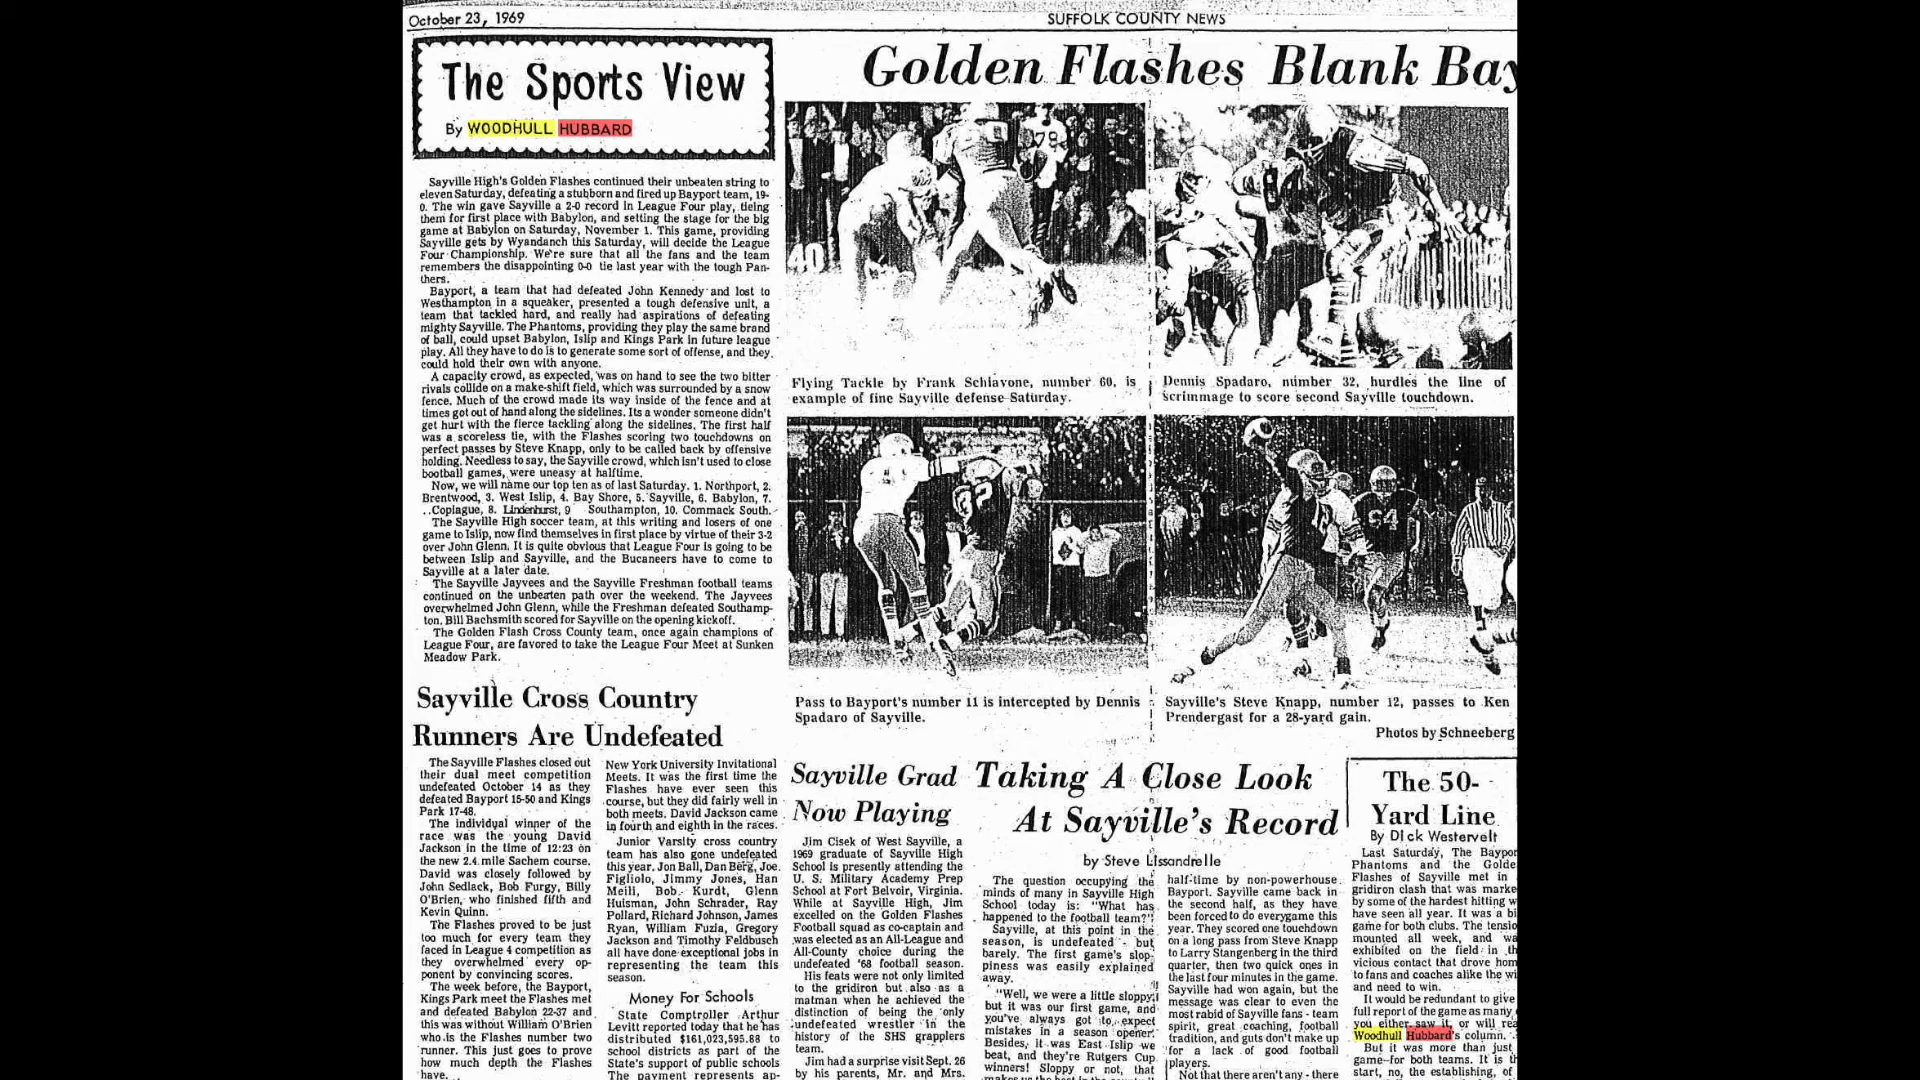 October 23, 1969
SUFFOLK COUNTY NEWS
The Sports View
By WOODHULL HUBBARD
Sayville High's Golden Flashes continued their unbeaten string to
eleven Saturday, defeating a stubborn and fired up Bayport team, 19-
0. The win gave Sayville a 2-0 record in League Four play, tieing
them for first place with Babylon, and setting the stage for the big
game at Babylon on Saturday, November 1. This game, providing
Sayville gets by Wyandanch this Saturday, will decide the League
Four Championship. We're sure that all the fans and the team
remembers the disappointing 0-0 tie last year with the tough Pan-
thers.
Bayport, a team that had defeated John Kennedy and lost to
Westhampton in a squeaker, presented a tough defensive unit, a
team that tackled hard, and really had aspirations of defeating
mighty Sayville. The Phantoms, providing they play the same brand
of ball, could upset Babylon, Islip and Kings Park in future league
play. All they have to do is to generate some sort of offense, and they
could hold their own with anyone.
A capacity crowd, as expected, was on hand to see the two bitter
rivals collide on a make-shift field, which was surrounded by a snow
fence. Much of the crowd made its way inside of the fence and at
times got out of hand along the sidelines. Its a wonder someone didn't
get hurt with the fierce tackling along the sidelines. The first half
was a scoreless tie, with the Flashes scoring two touchdowns on
perfect passes by Steve Knapp, only to be called back by offensive
holding. Needless to say, the Sayville crowd, which isn't used to close
bootball games, were uneasy at halftime.
Now, we will name our top ten as of last Saturday. 1. Northport, 2.
Brentwood, 3. West Islip, 4. Bay Shore, 5. Sayville, 6. Babylon, 7.
Copiague, 8. Lindenhurst, 9 Southampton, 10. Commack South.
The Sayville High soccer team, at this writing and losers of one
game to Islip, now find themselves in first place by virtue of their 3-2
over John Glenn. It is quite obvious that League Four is going to be
between Islip and Sayville, and the Bucaneers have to come to
Sayville at a later date.
The Sayville Jayvees and the Sayville Freshman football teams
continued on the unbeaten path over the weekend. The Jayvees
overwhelmed John Glenn, while the Freshman defeated Southamp-
ton. Bill Bachsmith scored for Sayville on the opening kickoff.
The Golden Flash Cross County team, once again champions of
League Four, are favored to take the League Four Meet at Sunken
Meadow Park.
Golden Flashes Blank Bay
Flying Tackle by Frank Schiavone, number 60, is
example of fine Sayville defense Saturday.
Dennis Spadaro, number 32, hurdles the line of
scrimmage to score second Sayville touchdown.
Pass to Bayport's number 11 is intercepted by Dennis
Spadaro of Sayville.
Sayville's Steve Knapp, number 12, passes to Ken
Prendergast for a 28-yard gain.
Photos by Schneeberg
Sayville Cross Country
Runners Are Undefeated
The Sayville Flashes closed out
their dual meet competition
undefeated October 14 as they
defeated Bayport 15-50 and Kings
Park 17-48.
The individual winner of the
race was the young David
Jackson in the time of 12:23 on
the new 2.4 mile Sachem course.
David was closely followed by
John Sedlack, Bob Furgy, Billy
O'Brien, who finished fifth and
Kevin Quinn.
The Flashes proved to be just
too much for every team they
faced in League 4 competition as
they overwhelmed every op-
ponent by convincing scores.
The week before, the Bayport,
Kings Park meet the Flashes met
and defeated Babylon 22-37 and
this was without William O'Brien
who is the Flashes number two
runner. This just goes to prove
how much depth the Flashes
have.
New York University Invitational
Meets. It was the first time the
Flashes have ever seen this
course, but they did fairly well in
both meets. David Jackson came
in fourth and eighth in the races.
Junior Varsity cross country
team has also gone undefeated
this year. Jon Ball, Dan Berg, Joe
Figliolo, Jimmy Jones, Han
Meili, Bob Kurdt, Glenn
Huisman, John Schrader, Ray
Pollard, Richard Johnson, James
Ryan, William Fuzia, Gregory
Jackson and Timothy Feldbusch
all have done exceptional jobs in
representing the team this
season.
Money For Schools
State Comptroller Arthur
Levitt reported today that he has
distributed $161,023,595.88 to
school districts as part of the
State's support of public schools
The payment represents ap-
Sayville Grad
Now Playing
Jim Cisek of West Sayville, a
1969 graduate of Sayville High
School is presently attending the
U. S. Military Academy Prep
School at Fort Belvoir, Virginia.
While at Sayville High, Jim
excelled on the Golden Flashes
Football squad as co-captain and
was elected as an All-League and
All-County choice during the
undefeated '68 football season.
His feats were not only limited
to the gridiron but also as a
matman when he achieved the
distinction of being the only
undefeated wrestler in the
history of the SHS grapplers
team.
Jim had a surprise visit Sept. 26
by his parents, Mr. and Mrs.
Taking A Close Look
At Sayville's Record
by Steve Lissandrelle
The question occupying the
minds of many in Sayville High
School today is: "What has
happened to the football team?"
Sayville, at this point in the
season, is undefeated - but
barely. The first game's slop-
piness was easily explained
away.
"Well, we were a little sloppy,
but it was our first game, and
you've always got to expect
mistakes in a season opener.
Besides, it was East Islip we
beat, and they're Rutgers Cup
winners! Sloppy or not, that
half-time by non-powerhouse
Bayport. Sayville came back in
the second half, as they have
been forced to do everygame this
year. They scored one touchdown
on a long pass from Steve Knapp
to Larry Stangenberg in the third
quarter, then two quick ones in
the last four minutes in the game.
Sayville had won again, but the
message was clear to even the
most rabid of Sayville fans - team
spirit, great coaching, football
tradition, and guts don't make up
for a lack of good football
players.
Not that there aren't any - there
The 50-
Yard Line
By Dick Westervelt
Last Saturday, The Baypor
Phantoms and the Golde
Flashes of Sayville met in
gridiron clash that was marke
by some of the hardest hitting w
have seen all year. It was a bi
game for both clubs. The tensio
mounted all week, and wa
exhibited on the field in th
vicious contact that drove hom
to fans and coaches alike the wi
and need to win.
It would be redundant to give
full report of the game as many
you either saw it, or will rea
Woodhull Hubbard's column.
But it was more than just
game--for both teams. It is th
start, no, the establishing, of